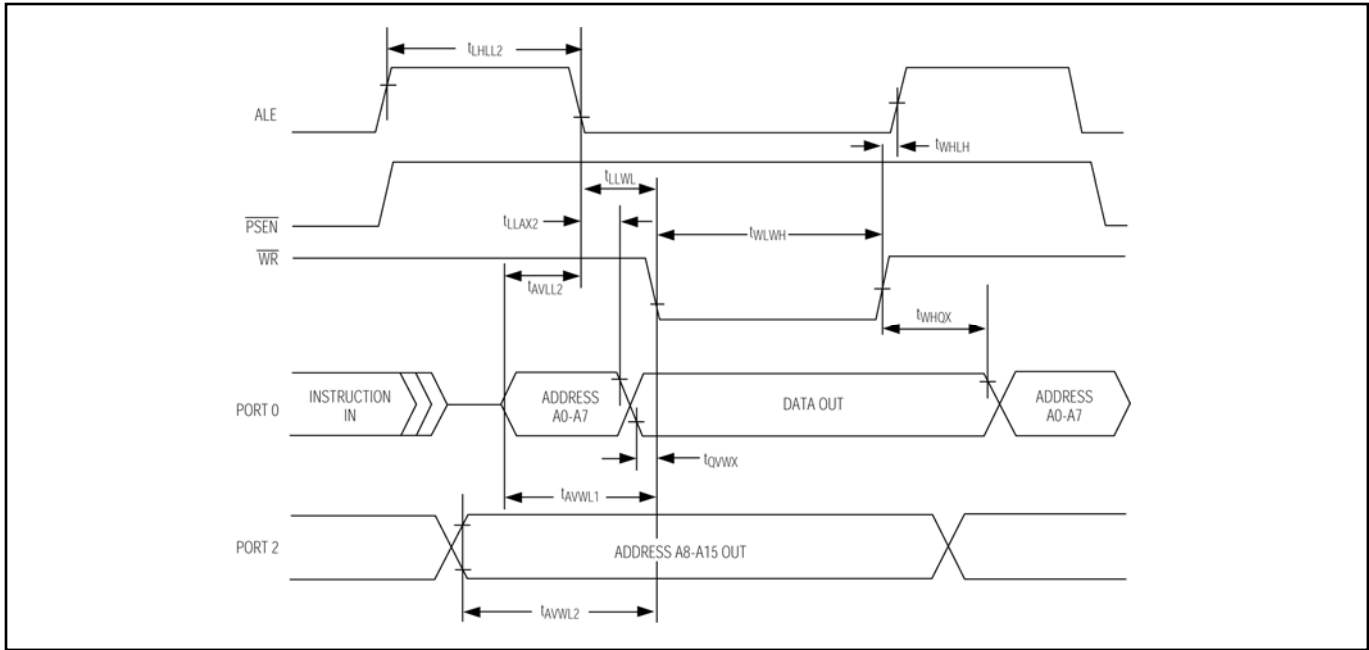 tLHLL2
ALE
tWHLH
tLLWL
PSEN
tLLAX2
tWLWH
WR
tAVLL2
tWHQX
PORT 0
INSTRUCTION
IN
ADDRESS
A0-A7
DATA OUT
ADDRESS
A0-A7
tQVWX
tAVWL1
PORT 2
ADDRESS A8-A15 OUT
tAVWL2